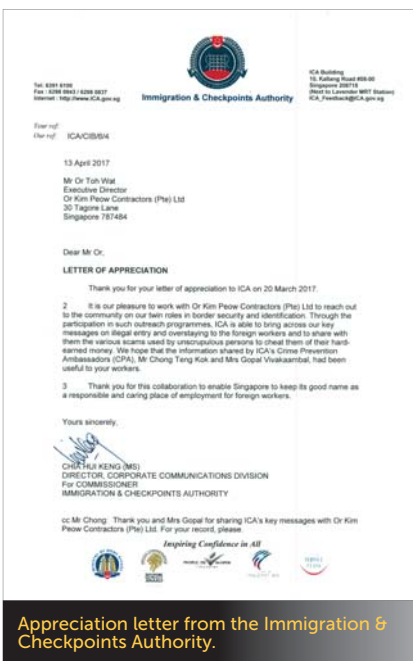 Tel: 6391 6100
Internet : http://www.ICA.gov.sg
Immigration & Checkpoints Authority
ICA Building
10, Kallang Road #08-00
Singapore 208718
(Next to Lavender MRT Station)
ICA_Feedback@ICA.gov.sg
Your ref:
Our ref: ICA/CIB/8/4
13 April 2017
Mr Or Toh Wat
Executive Director
Or Kim Peow Contractors (Pte) Ltd
30 Tagore Lane
Singapore 787484
Dear Mr Or,
LETTER OF APPRECIATION
Thank you for your letter of appreciation to ICA on 20 March 2017.
2 It is our pleasure to work with Or Kim Peow Contractors (Pte) Ltd to reach out
to the community on our twin roles in border security and identification. Through the
participation in such outreach programmes, ICA is able to bring across our key
messages on illegal entry and overstaying to the foreign workers and to share with
them the various scams used by unscrupulous persons to cheat them of their hard-
earned money. We hope that the information shared by ICA's Crime Prevention
Ambassadors (CPA), Mr Chong Teng Kok and Mrs Gopal Vivakaambal, had been
useful to your workers.
3 Thank you for this collaboration to enable Singapore to keep its good name as
a responsible and caring place of employment for foreign workers.
Yours sincerely,
CHIA HUI KENG (MS)
DIRECTOR, CORPORATE COMMUNICATIONS DIVISION
For COMMISSIONER
IMMIGRATION & CHECKPOINTS AUTHORITY
cc Mr Chong: Thank you and Mrs Gopal for sharing ICA's key messages with Or Kim
Peow Contractors (Pte) Ltd. For your record, please.
Inspiring Confidence in All
Appreciation letter from the Immigration &
Checkpoints Authority.